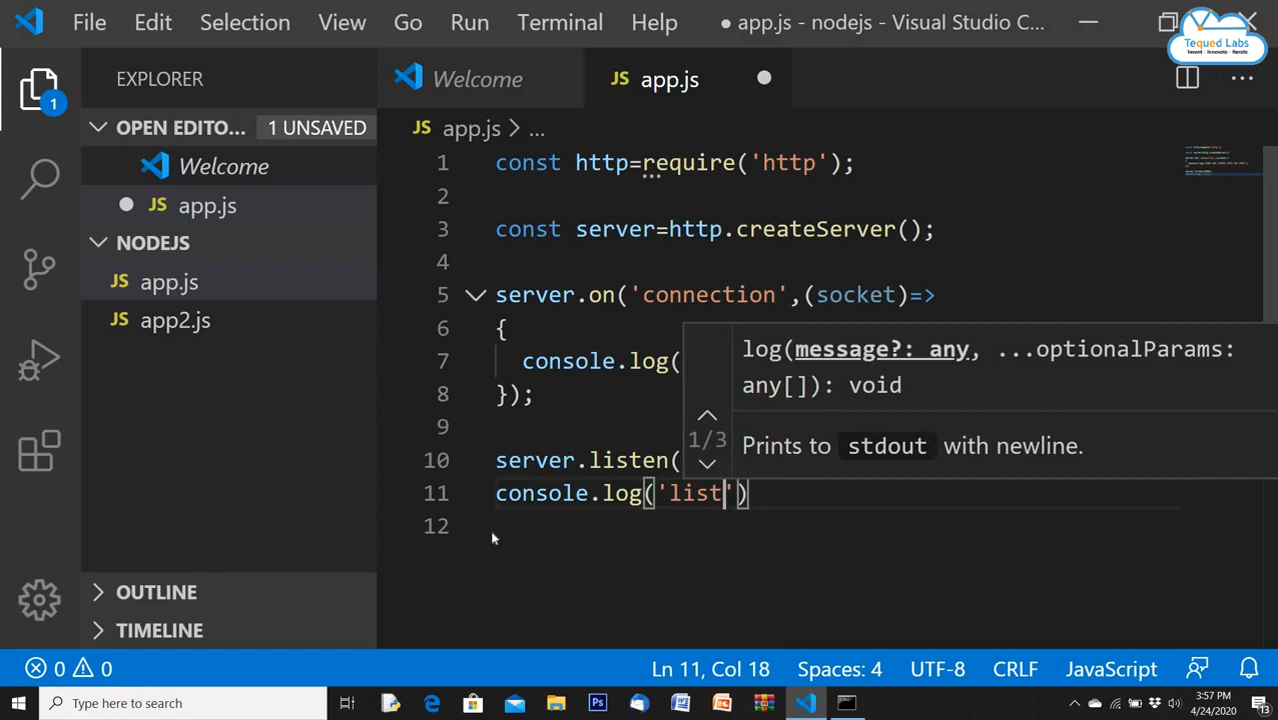 File Edit Selection View Go Run Terminal Help ● app.js - nodejs - Visual Studio C...
Tequed Labs
Invent - Innovate - Iterate
EXPLORER
Welcome
app.js
1
OPEN EDITO... 1 UNSAVED
Welcome
JS app.js
NODEJS
JS app.js
JS app2.js
OUTLINE
TIMELINE
JS app.js > ...
1 const http=require('http');
2
3 const server=http.createServer();
4
5 server.on('connection',(socket)=>
6 {
7 console.log(
8 });
9
10 server.listen(
11 console.log('list')
12
log(message?: any, ...optionalParams:
any[]): void
1/3
Prints to stdout with newline.
0 0 Ln 11, Col 18 Spaces: 4 UTF-8 CRLF JavaScript
Type here to search
3:57 PM
4/24/2020
13